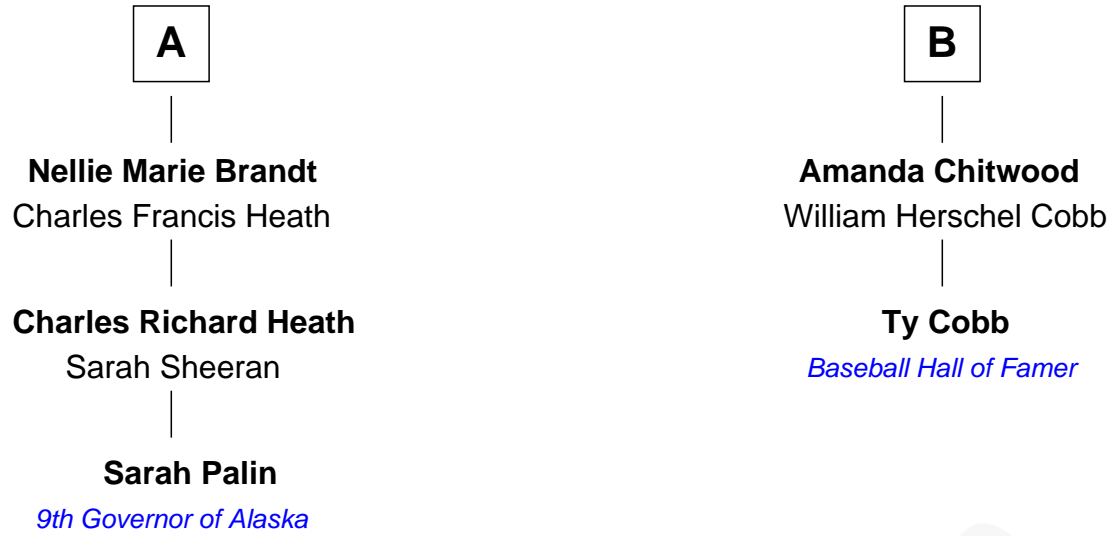 A
B
Nellie Marie Brandt
Charles Francis Heath
Amanda Chitwood
William Herschel Cobb
Charles Richard Heath
Sarah Sheeran
Ty Cobb
Baseball Hall of Famer
Sarah Palin
9th Governor of Alaska